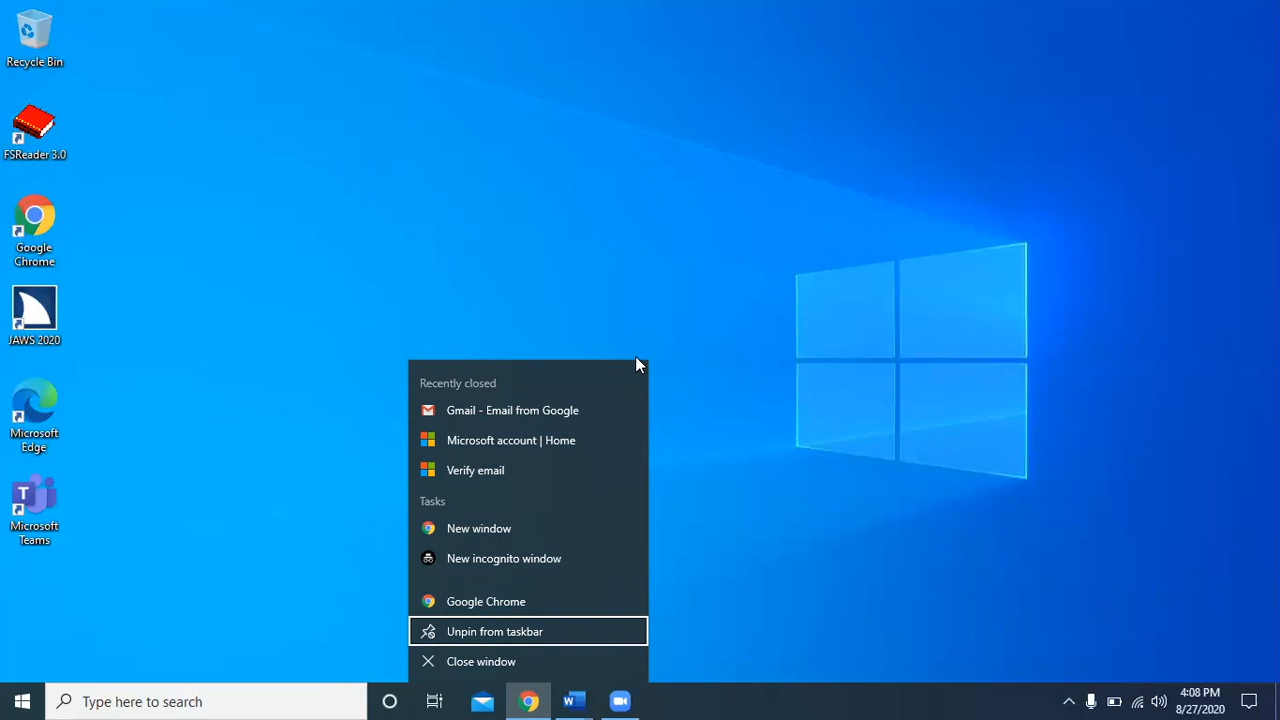 Recycle Bin
FSReader 3.0
Google
Chrome
JAWS 2020
Microsoft
Edge
Microsoft
Teams
Recently closed
Gmail - Email from Google
Microsoft account | Home
Verify email
Tasks
New window
New incognito window
Google Chrome
Unpin from taskbar
Close window
Type here to search
4:08 PM
8/27/2020